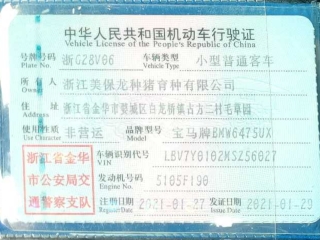 中华人民共和国机动车行驶证
Vehicle License of the People's Republic of China
号牌号码 浙G28V06 车辆类型 小型普通客车
Plate No. Vehicle Type
所有人 浙江美保龙种猪育种有限公司
Owner
住址 浙江省金华市婺城区白龙桥镇古方二村毛草园
Address
使用性质 非营运 品牌型号 宝马牌BMW6475UX
Use Character Model
浙江省金华
市公安局交
通警察支队
车辆识别代号 LBV7Y0102MSZ56027
VIN
发动机号码 S105F190
Engine No.
注册日期 2021-01-27 发证日期 2021-01-29
Register Date Issue Date